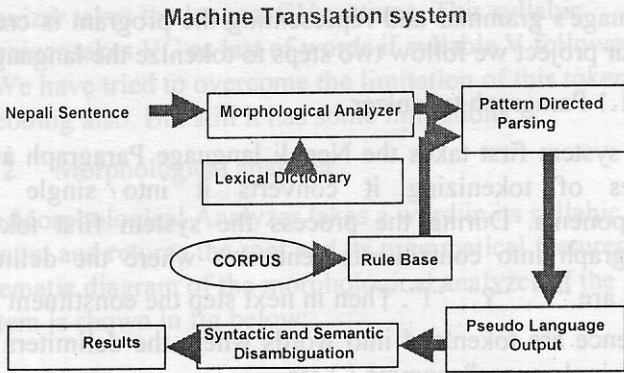 Machine Translation system
Nepali Sentence
Morphological Analyzer
Pattern Directed
Parsing
Lexical Dictionary
CORPUS
Rule Base
Pseudo Language
Output
Syntactic and Semantic
Disambiguation
Results